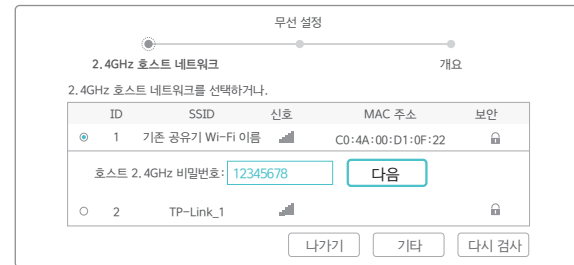 무선 설정
2.4GHz 호스트 네트워크 개요
2.4GHz 호스트 네트워크를 선택하거나.
ID SSID 신호 MAC 주소 보안
1 기존 공유기 Wi-Fi 이름 C0:4A:00:D1:0F:22
호스트 2.4GHz 비밀번호: 12345678 다음
2 TP-Link_1
나가기 기타 다시 검사